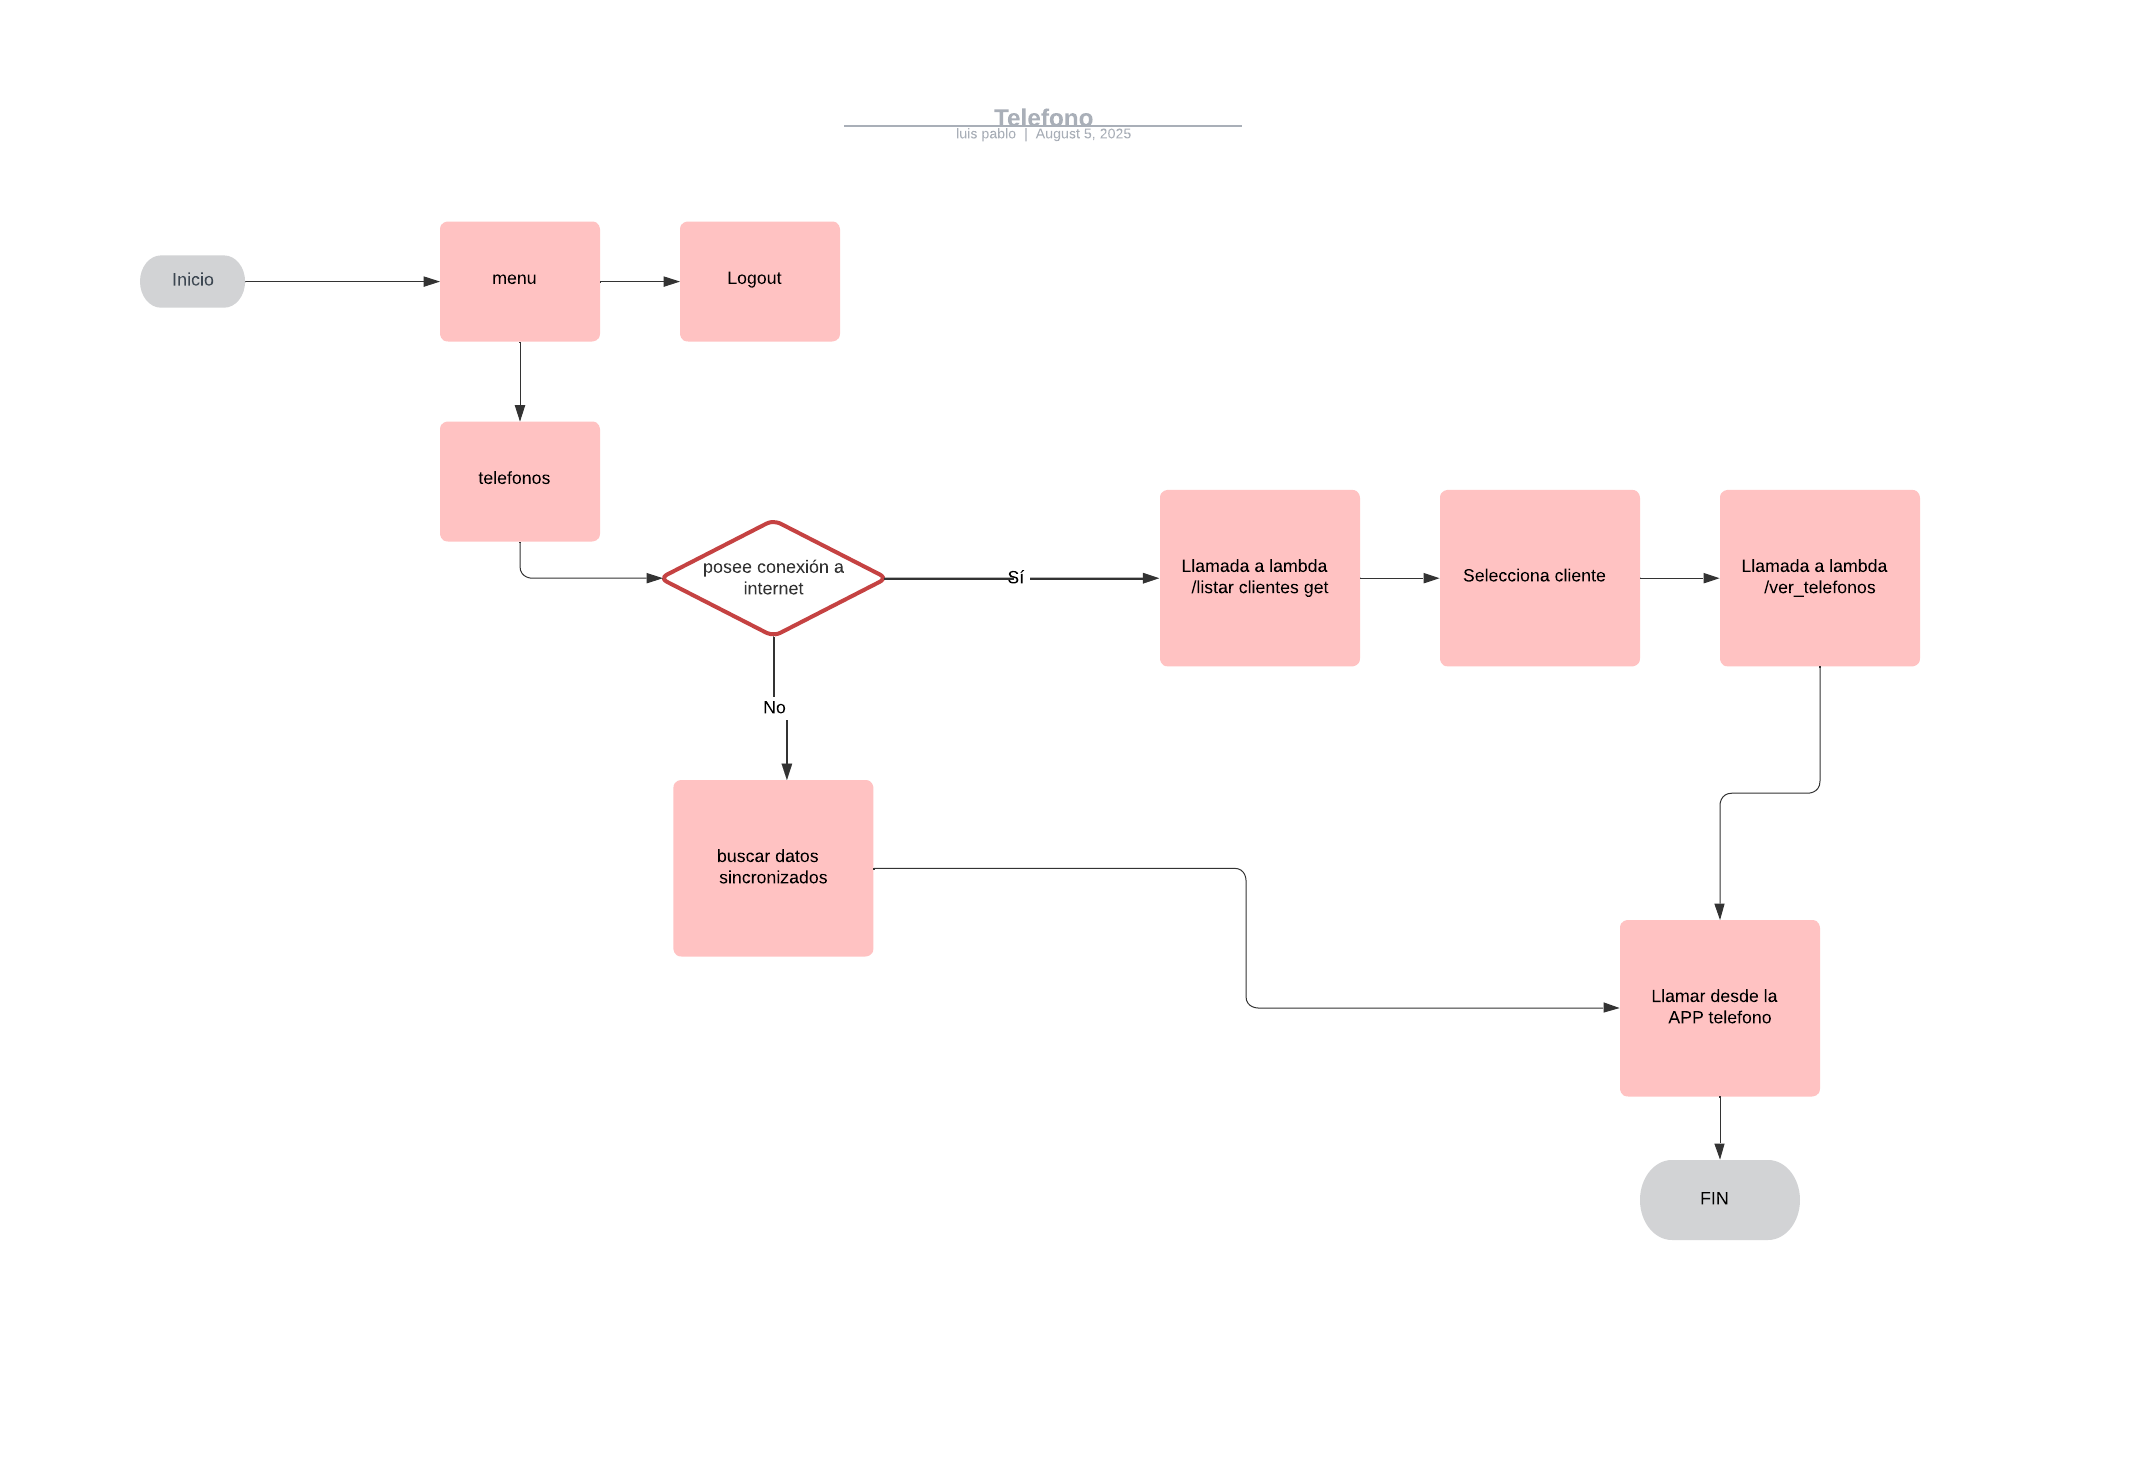 Telefono
luis pablo | August 5, 2025
Inicio
menu
Logout
telefonos
posee conexión a
internet
Sí
Llamada a lambda
/listar clientes get
Selecciona cliente
Llamada a lambda
/ver_telefonos
No
buscar datos
sincronizados
Llamar desde la
APP telefono
FIN